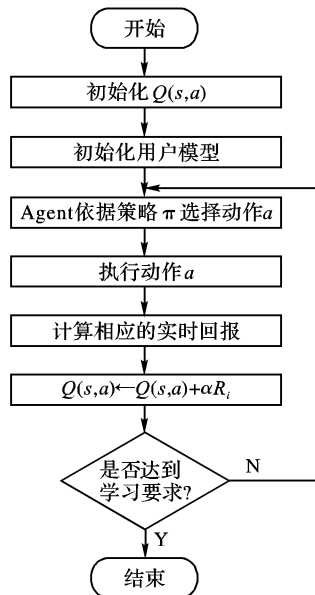 开始
初始化Q(s,a)
初始化用户模型
Agent依据策略π选择动作a
执行动作a
计算相应的实时回报
Q(s,a)←Q(s,a)+αRᵢ
是否达到
学习要求?
N
Y
结束